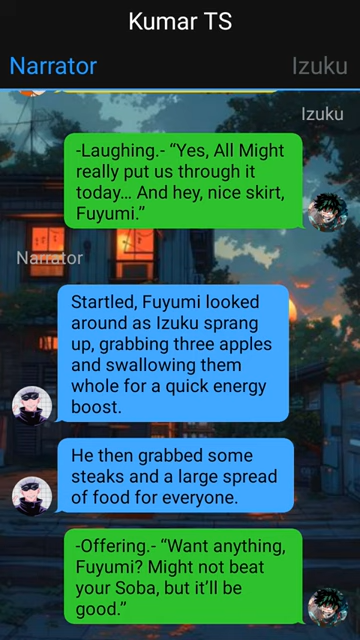 Kumar TS
Narrator
Izuku
Izuku
-Laughing.- “Yes, All Might
really put us through it
today… And hey, nice skirt,
Fuyumi.”
Narrator
Startled, Fuyumi looked
around as Izuku sprang
up, grabbing three apples
and swallowing them
whole for a quick energy
boost.
He then grabbed some
steaks and a large spread
of food for everyone.
-Offering.- “Want anything,
Fuyumi? Might not beat
your Soba, but it’ll be
good.”